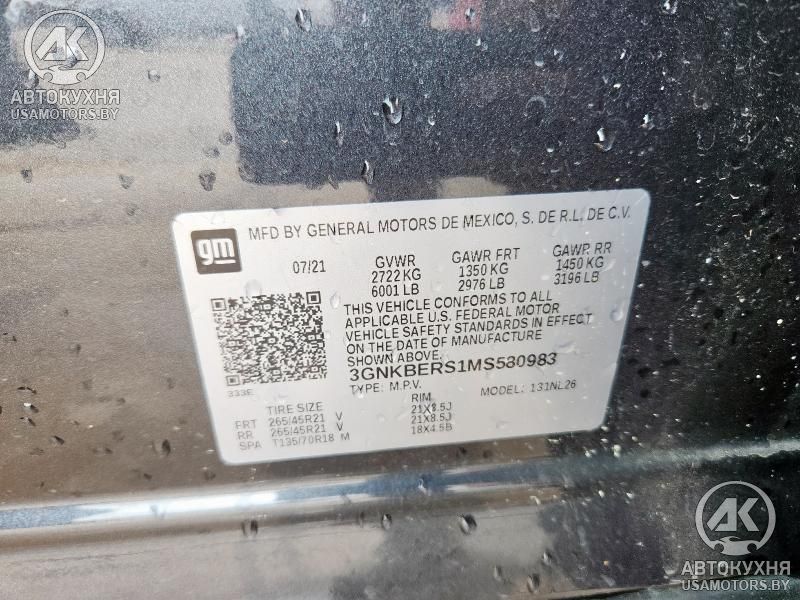 AK
АВТОКУХНЯ
USAMOTORS.BY
gm
MFD BY GENERAL MOTORS DE MEXICO, S. DE R.L. DE C.V.
07/21
GVWR GAWR FRT GAWR RR
2722 KG 1350 KG 1450 KG
6001 LB 2976 LB 3196 LB
THIS VEHICLE CONFORMS TO ALL
APPLICABLE U.S. FEDERAL MOTOR
VEHICLE SAFETY STANDARDS IN EFFECT
ON THE DATE OF MANUFACTURE
SHOWN ABOVE.
3GNKBERS1MS580983
333E
TYPE: M.P.V. MODEL: 131NL26
TIRE SIZE RIM
FRT 265/45R21 V 21X8.5J
RR 265/45R21 V 21X8.5J
SPA T135/70R18 M 18X4.5B
AK
АВТОКУХНЯ
USAMOTORS.BY